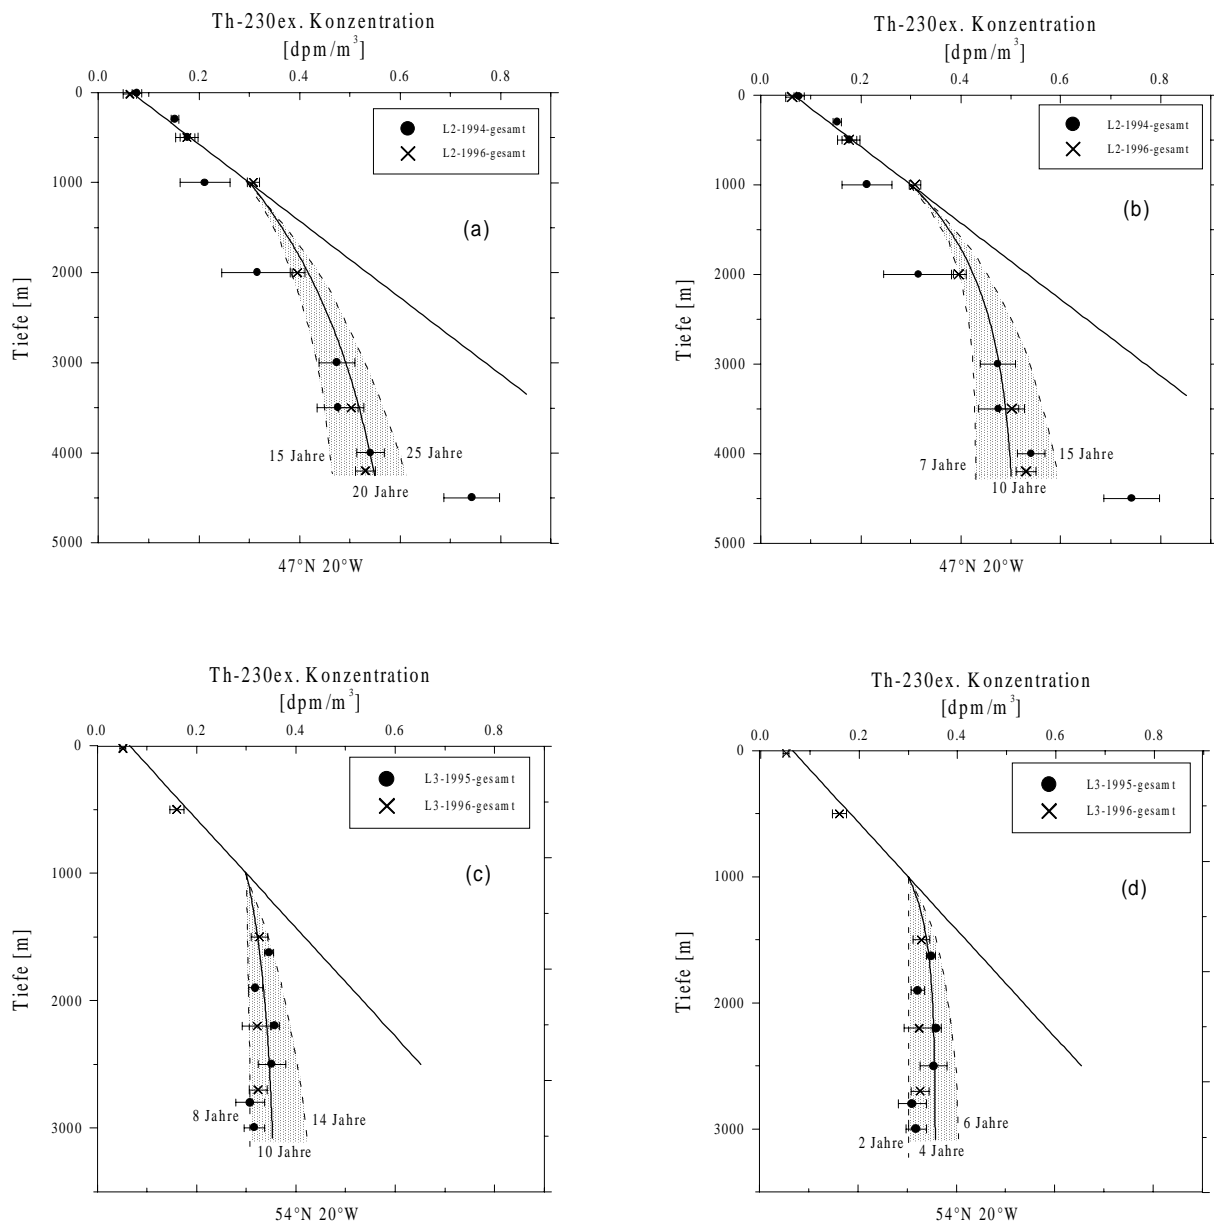 Th-230ex. Konzentration
[dpm/m³]
0.0 0.2 0.4 0.6 0.8
0
1000
2000
3000
4000
5000
Tiefe [m]
L2-1994-gesamt
L2-1996-gesamt
(a)
15 Jahre
25 Jahre
20 Jahre
47°N 20°W
Th-230ex. Konzentration
[dpm/m³]
0.0 0.2 0.4 0.6 0.8
0
1000
2000
3000
4000
5000
Tiefe [m]
L2-1994-gesamt
L2-1996-gesamt
(b)
7 Jahre
15 Jahre
10 Jahre
47°N 20°W
Th-230ex. Konzentration
[dpm/m³]
0.0 0.2 0.4 0.6 0.8
0
1000
2000
3000
Tiefe [m]
L3-1995-gesamt
L3-1996-gesamt
(c)
8 Jahre
14 Jahre
10 Jahre
54°N 20°W
Th-230ex. Konzentration
[dpm/m³]
0.0 0.2 0.4 0.6 0.8
0
1000
2000
3000
Tiefe [m]
L3-1995-gesamt
L3-1996-gesamt
(d)
6 Jahre
2 Jahre
4 Jahre
54°N 20°W